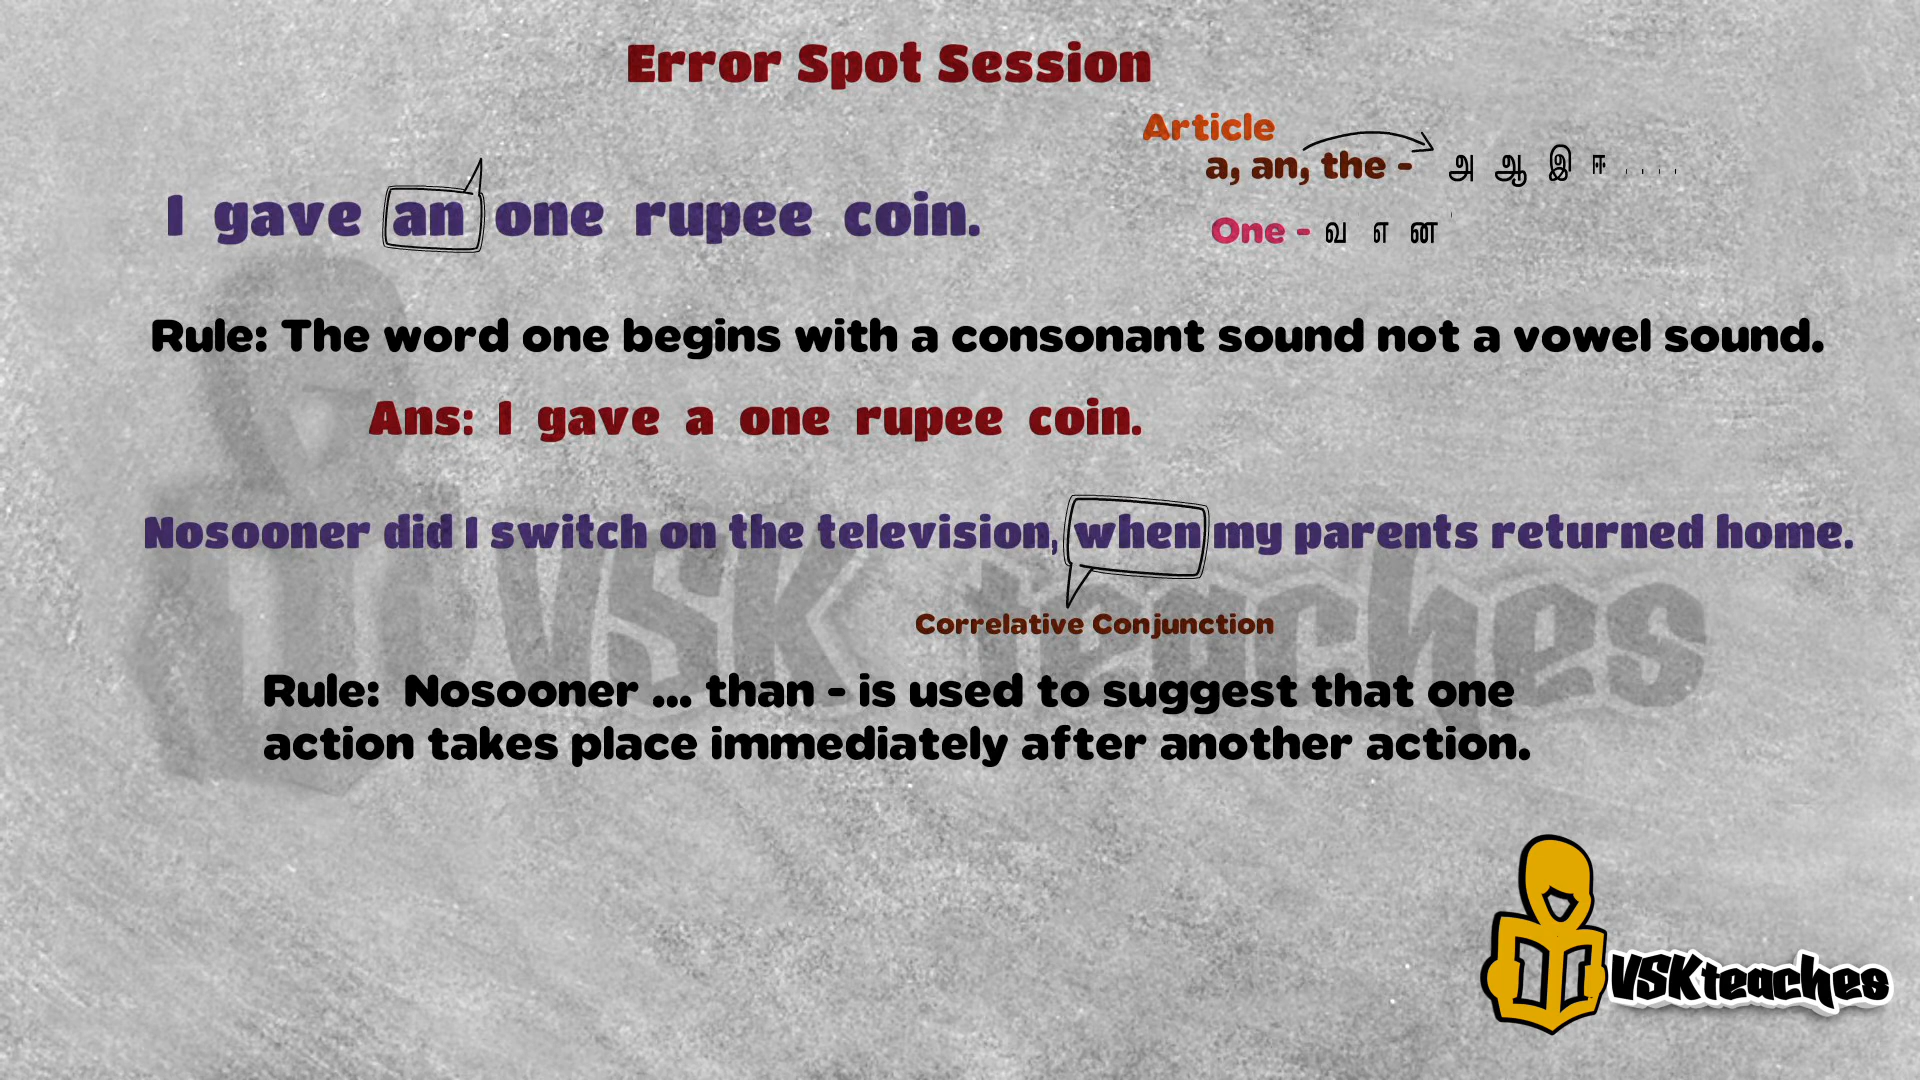 Error Spot Session
Article
a, an, the - அ ஆ இ ஈ . . . .
I gave an one rupee coin.
One - வ எ ன
Rule: The word one begins with a consonant sound not a vowel sound.
Ans: I gave a one rupee coin.
Nosooner did I switch on the television, when my parents returned home.
Correlative Conjunction
Rule: Nosooner ... than - is used to suggest that one
action takes place immediately after another action.
VSK teaches
VSKteaches